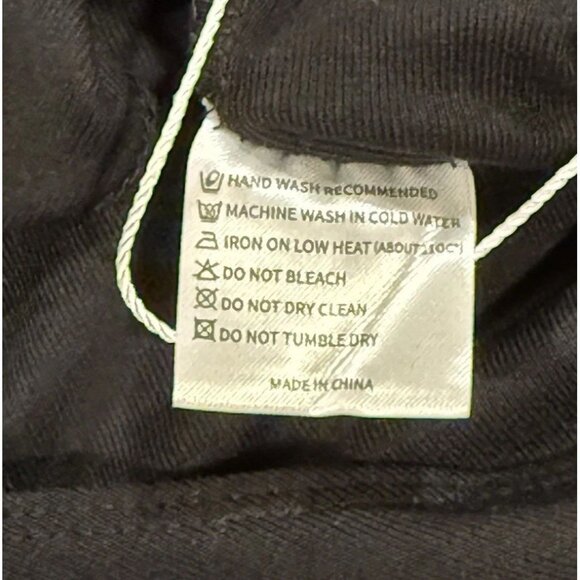 HAND WASH RECOMMENDED
MACHINE WASH IN COLD WATER
IRON ON LOW HEAT (ABOUT 110C°)
DO NOT BLEACH
DO NOT DRY CLEAN
DO NOT TUMBLE DRY
MADE IN CHINA